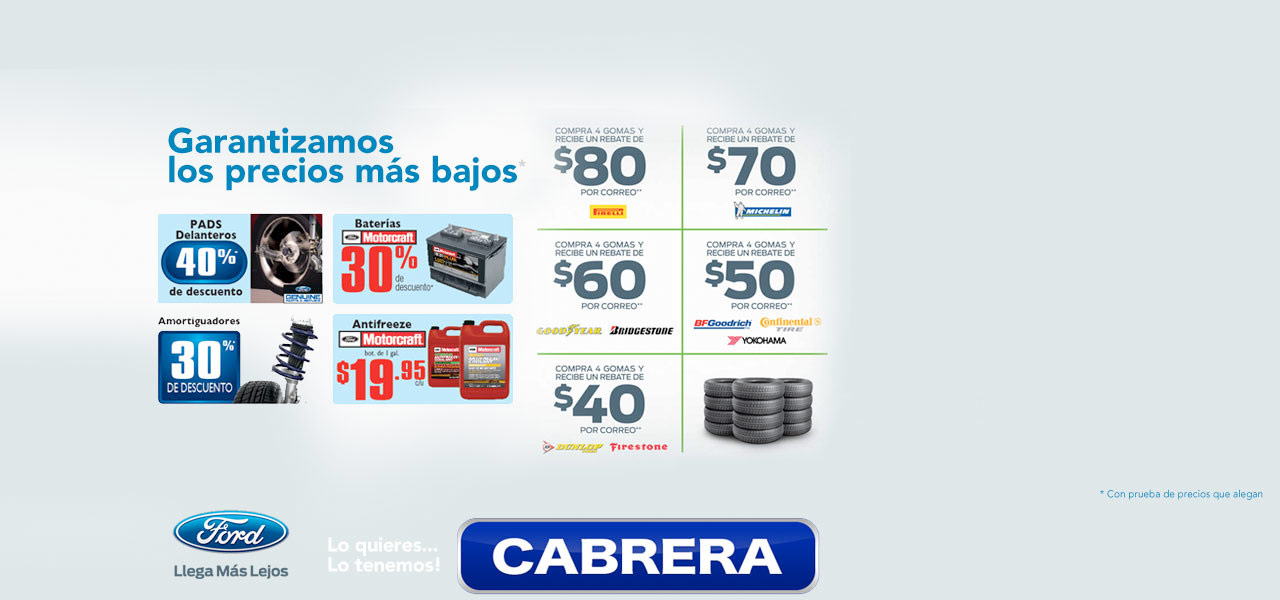 Garantizamos
los precios más bajos*
PADS
Delanteros
40%*
de descuento
Ford
GENUINE
Baterías
Ford Motorcraft
30%
de
descuento*
Amortiguadores
30%*
DE DESCUENTO
Antifreeze
Ford Motorcraft
bot. de 1 gal.
$19.95
c/u
COMPRA 4 GOMAS Y
RECIBE UN REBATE DE
$80
POR CORREO**
PIRELLI
COMPRA 4 GOMAS Y
RECIBE UN REBATE DE
$70
POR CORREO**
MICHELIN
COMPRA 4 GOMAS Y
RECIBE UN REBATE DE
$60
POR CORREO**
GOODYEAR BRIDGESTONE
COMPRA 4 GOMAS Y
RECIBE UN REBATE DE
$50
POR CORREO**
BFGoodrich Continental
TIRE
YOKOHAMA
COMPRA 4 GOMAS Y
RECIBE UN REBATE DE
$40
POR CORREO**
DUNLOP Firestone
* Con prueba de precios que alegan
Ford
Llega Más Lejos
Lo quieres...
Lo tenemos!
CABRERA